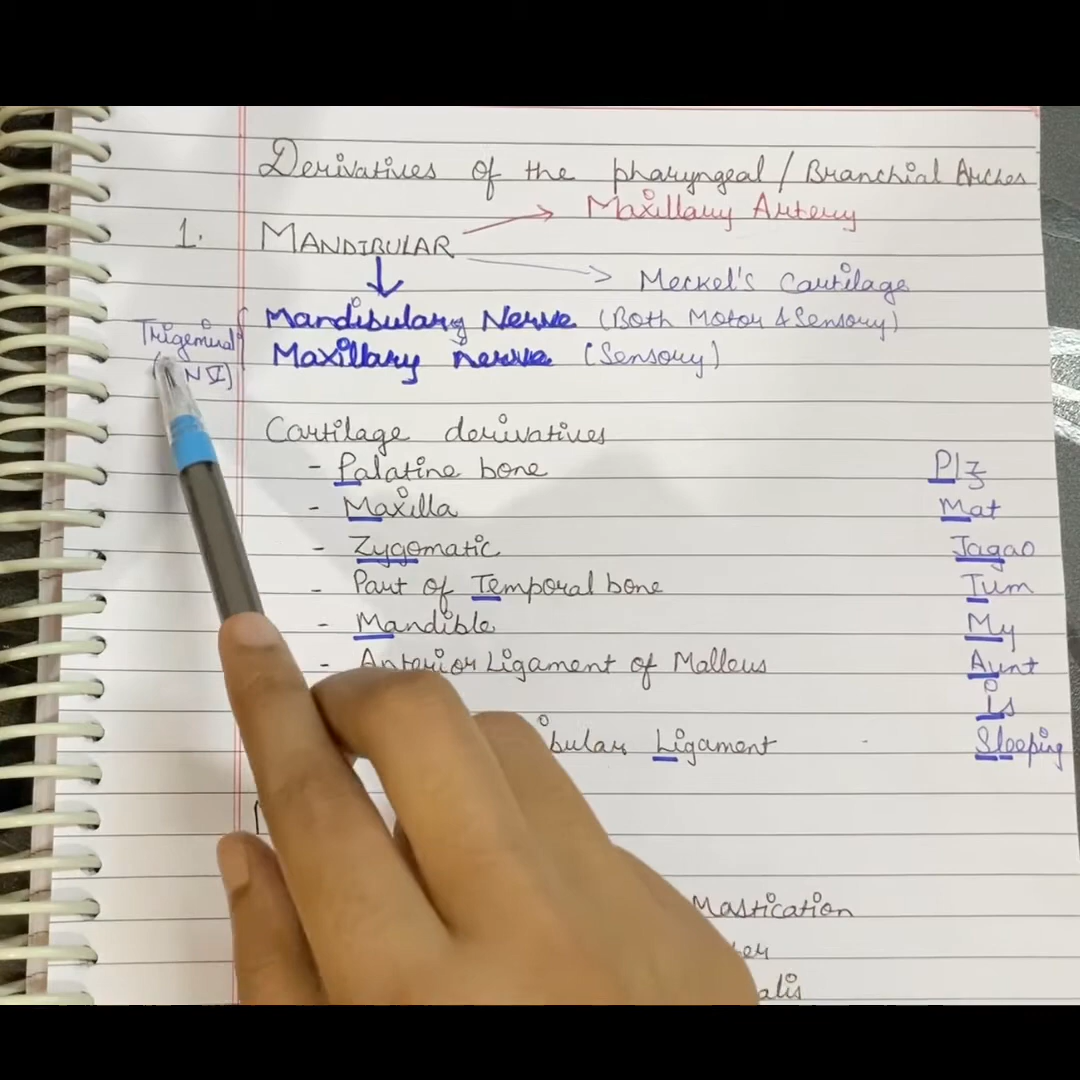 Derivatives of the pharyngeal / Branchial Arches
Maxillary Artery
1. MANDIBULAR
Meckel's Cartilage
Mandibulary Nerve (Both Motor & Sensory)
Trigeminal
Maxillary nerve (Sensory)
Cartilage derivatives
- Palatine bone Plz
- Maxilla Mat
- Zygomatic Jagao
- Part of Temporal bone Tum
- Mandible My
- Anterior Ligament of Malleus Aunt
is
Ligament Sleeping
Mastication